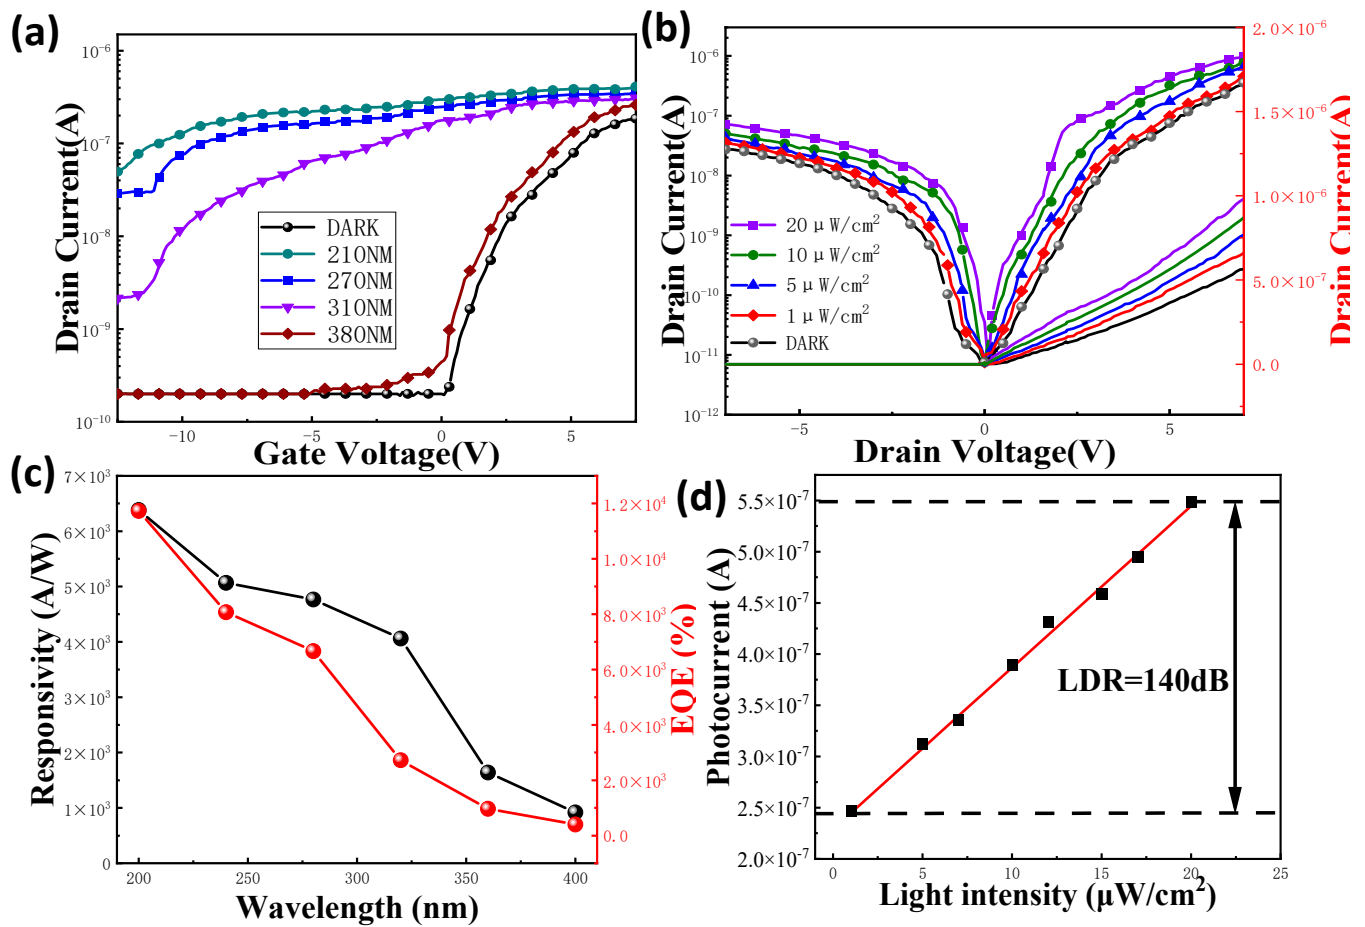 (a)
10⁻⁶
10⁻⁷
10⁻⁸
10⁻⁹
10⁻¹⁰
Drain Current(A)
DARK
210NM
270NM
310NM
380NM
-10
-5
0
5
Gate Voltage(V)
(b)
10⁻⁶
10⁻⁷
10⁻⁸
10⁻⁹
10⁻¹⁰
10⁻¹¹
10⁻¹²
Drain Current(A)
20μW/cm²
10μW/cm²
5μW/cm²
1μW/cm²
DARK
2.0×10⁻⁶
1.5×10⁻⁶
1.0×10⁻⁶
5.0×10⁻⁷
0.0
Drain Current(A)
-5
0
5
Drain Voltage(V)
(c)
7×10³
6×10³
5×10³
4×10³
3×10³
2×10³
1×10³
0
Responsivity (A/W)
1.2×10⁴
1.0×10⁴
8.0×10³
6.0×10³
4.0×10³
2.0×10³
0.0
EQE (%)
200
250
300
350
400
Wavelength (nm)
(d)
5.5×10⁻⁷
5.0×10⁻⁷
4.5×10⁻⁷
4.0×10⁻⁷
3.5×10⁻⁷
3.0×10⁻⁷
2.5×10⁻⁷
2.0×10⁻⁷
Photocurrent (A)
LDR=140dB
0
5
10
15
20
25
Light intensity (μW/cm²)